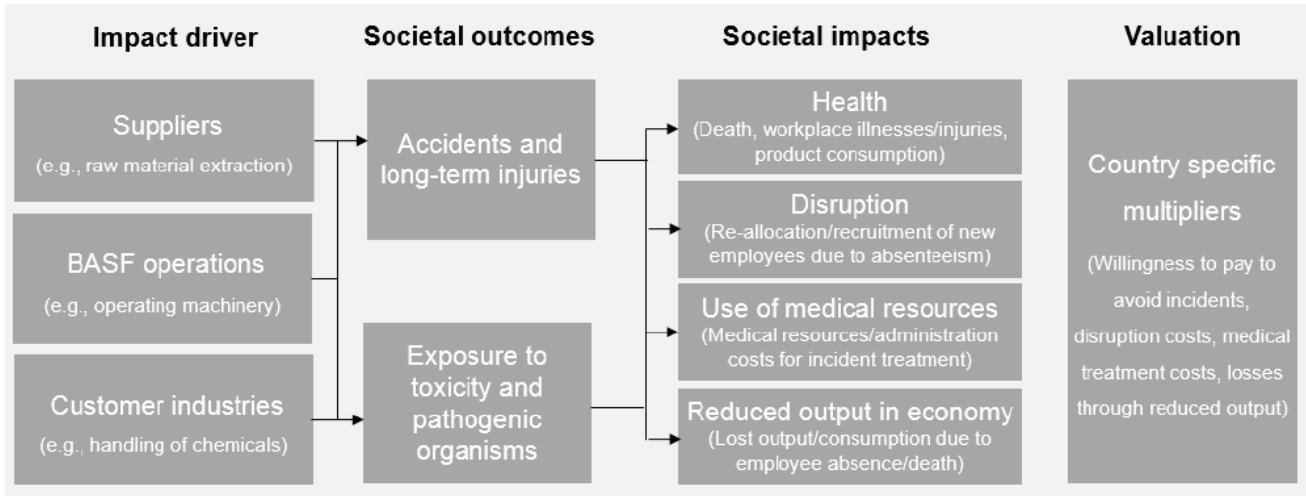 Impact driver
Societal outcomes
Societal impacts
Valuation
Suppliers
(e.g., raw material extraction)
BASF operations
(e.g., operating machinery)
Customer industries
(e.g., handling of chemicals)
Accidents and
long-term injuries
Exposure to
toxicity and
pathogenic
organisms
Health
(Death, workplace illnesses/injuries,
product consumption)
Disruption
(Re-allocation/recruitment of new
employees due to absenteeism)
Use of medical resources
(Medical resources/administration
costs for incident treatment)
Reduced output in economy
(Lost output/consumption due to
employee absence/death)
Country specific
multipliers
(Willingness to pay to
avoid incidents,
disruption costs, medical
treatment costs, losses
through reduced output)